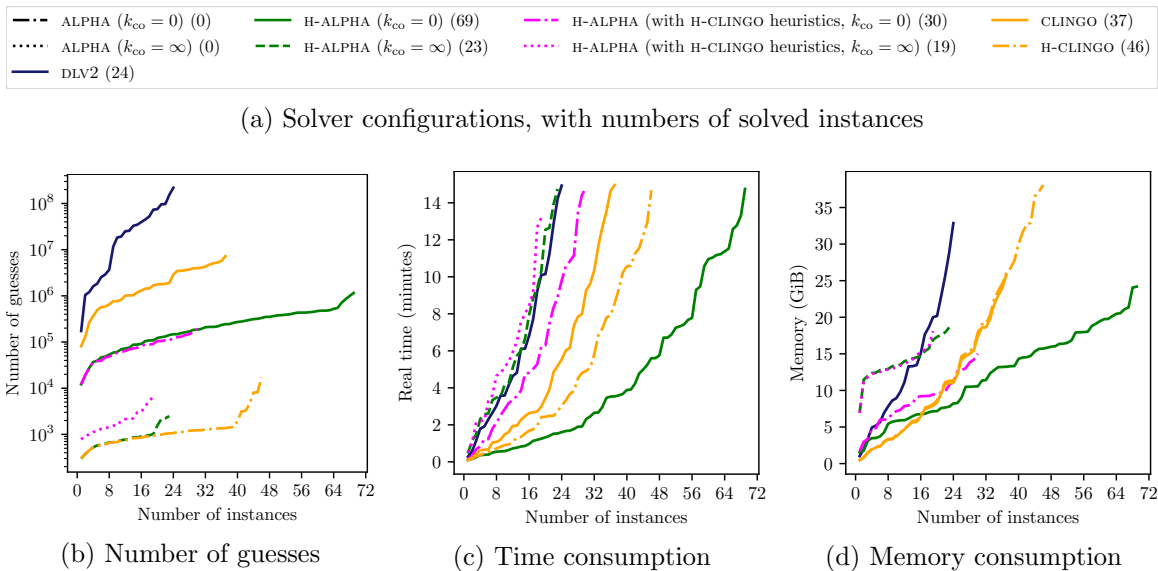 ALPHA (k_co = 0) (0)
H-ALPHA (k_co = 0) (69)
H-ALPHA (with H-CLINGO heuristics, k_co = 0) (30)
CLINGO (37)
ALPHA (k_co = ∞) (0)
H-ALPHA (k_co = ∞) (23)
H-ALPHA (with H-CLINGO heuristics, k_co = ∞) (19)
H-CLINGO (46)
DLV2 (24)
(a) Solver configurations, with numbers of solved instances
Number of guesses
10^8
10^7
10^6
10^5
10^4
10^3
0 8 16 24 32 40 48 56 64 72
Number of instances
(b) Number of guesses
Real time (minutes)
14
12
10
8
6
4
2
0
0 8 16 24 32 40 48 56 64 72
Number of instances
(c) Time consumption
Memory (GiB)
35
30
25
20
15
10
5
0
0 8 16 24 32 40 48 56 64 72
Number of instances
(d) Memory consumption